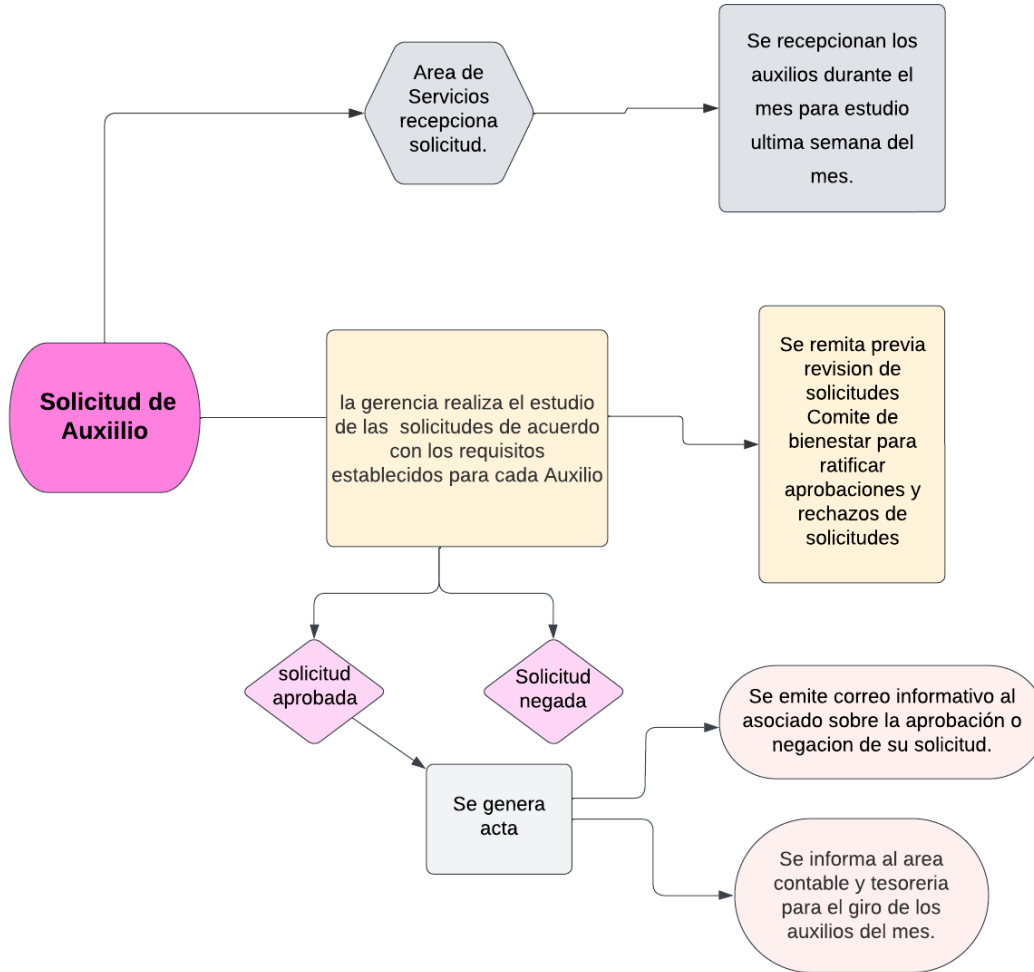 Area de
Servicios
recepciona
solicitud.
Se recepcionan los
auxilios durante el
mes para estudio
ultima semana del
mes.
Solicitud de
Auxiilio
la gerencia realiza el estudio
de las solicitudes de acuerdo
con los requisitos
establecidos para cada Auxilio
Se remita previa
revision de
solicitudes
Comite de
bienestar para
ratificar
aprobaciones y
rechazos de
solicitudes
solicitud
aprobada
Solicitud
negada
Se emite correo informativo al
asociado sobre la aprobación o
negacion de su solicitud.
Se genera
acta
Se informa al area
contable y tesoreria
para el giro de los
auxilios del mes.